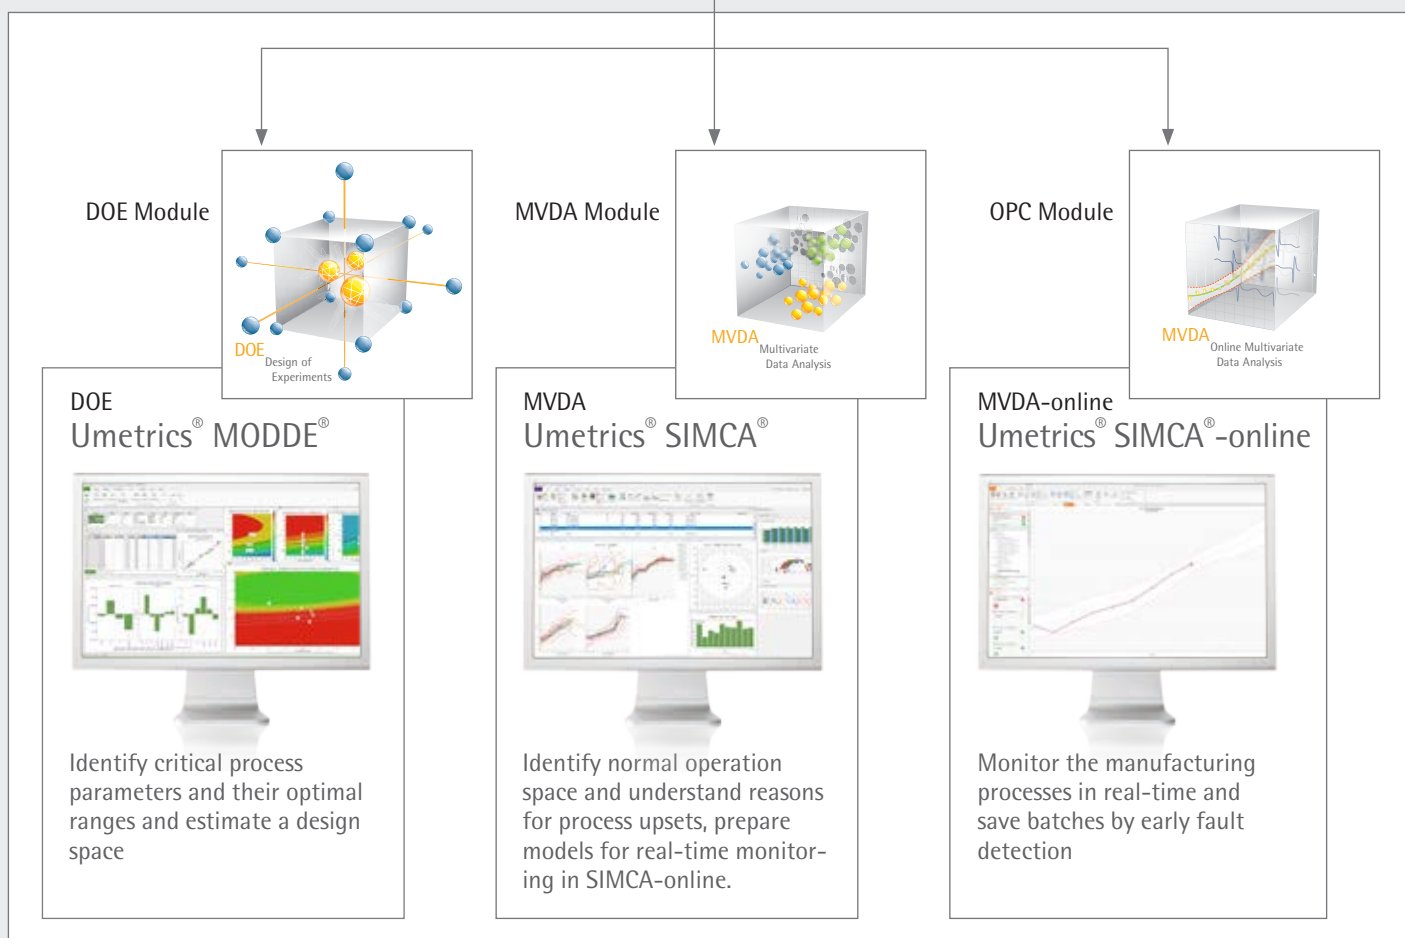 DOE Module
DOE
Design of
Experiments
DOE
Umetrics® MODDE®
Identify critical process
parameters and their optimal
ranges and estimate a design
space
MVDA Module
MVDA
Multivariate
Data Analysis
MVDA
Umetrics® SIMCA®
Identify normal operation
space and understand reasons
for process upsets, prepare
models for real-time monitor-
ing in SIMCA-online.
OPC Module
MVDA
Online Multivariate
Data Analysis
MVDA-online
Umetrics® SIMCA®-online
Monitor the manufacturing
processes in real-time and
save batches by early fault
detection